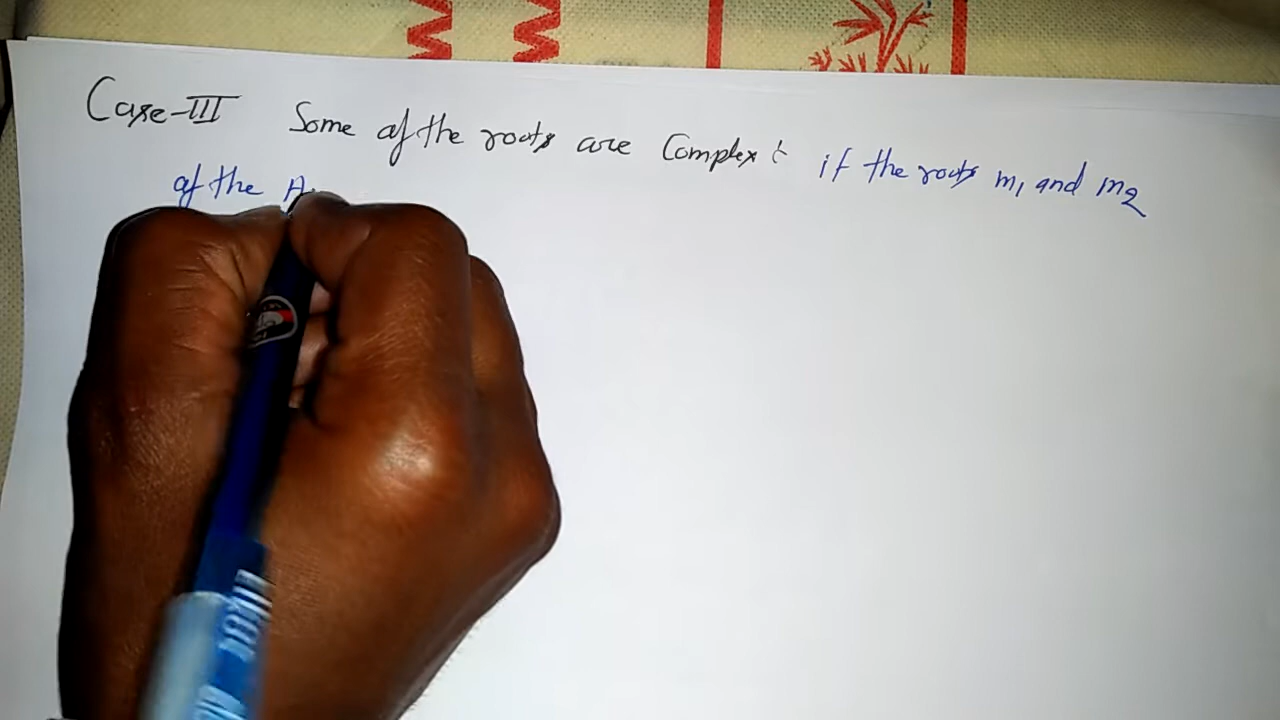 Case-III Some of the roots are Complex : if the roots m1 and m2
of the A